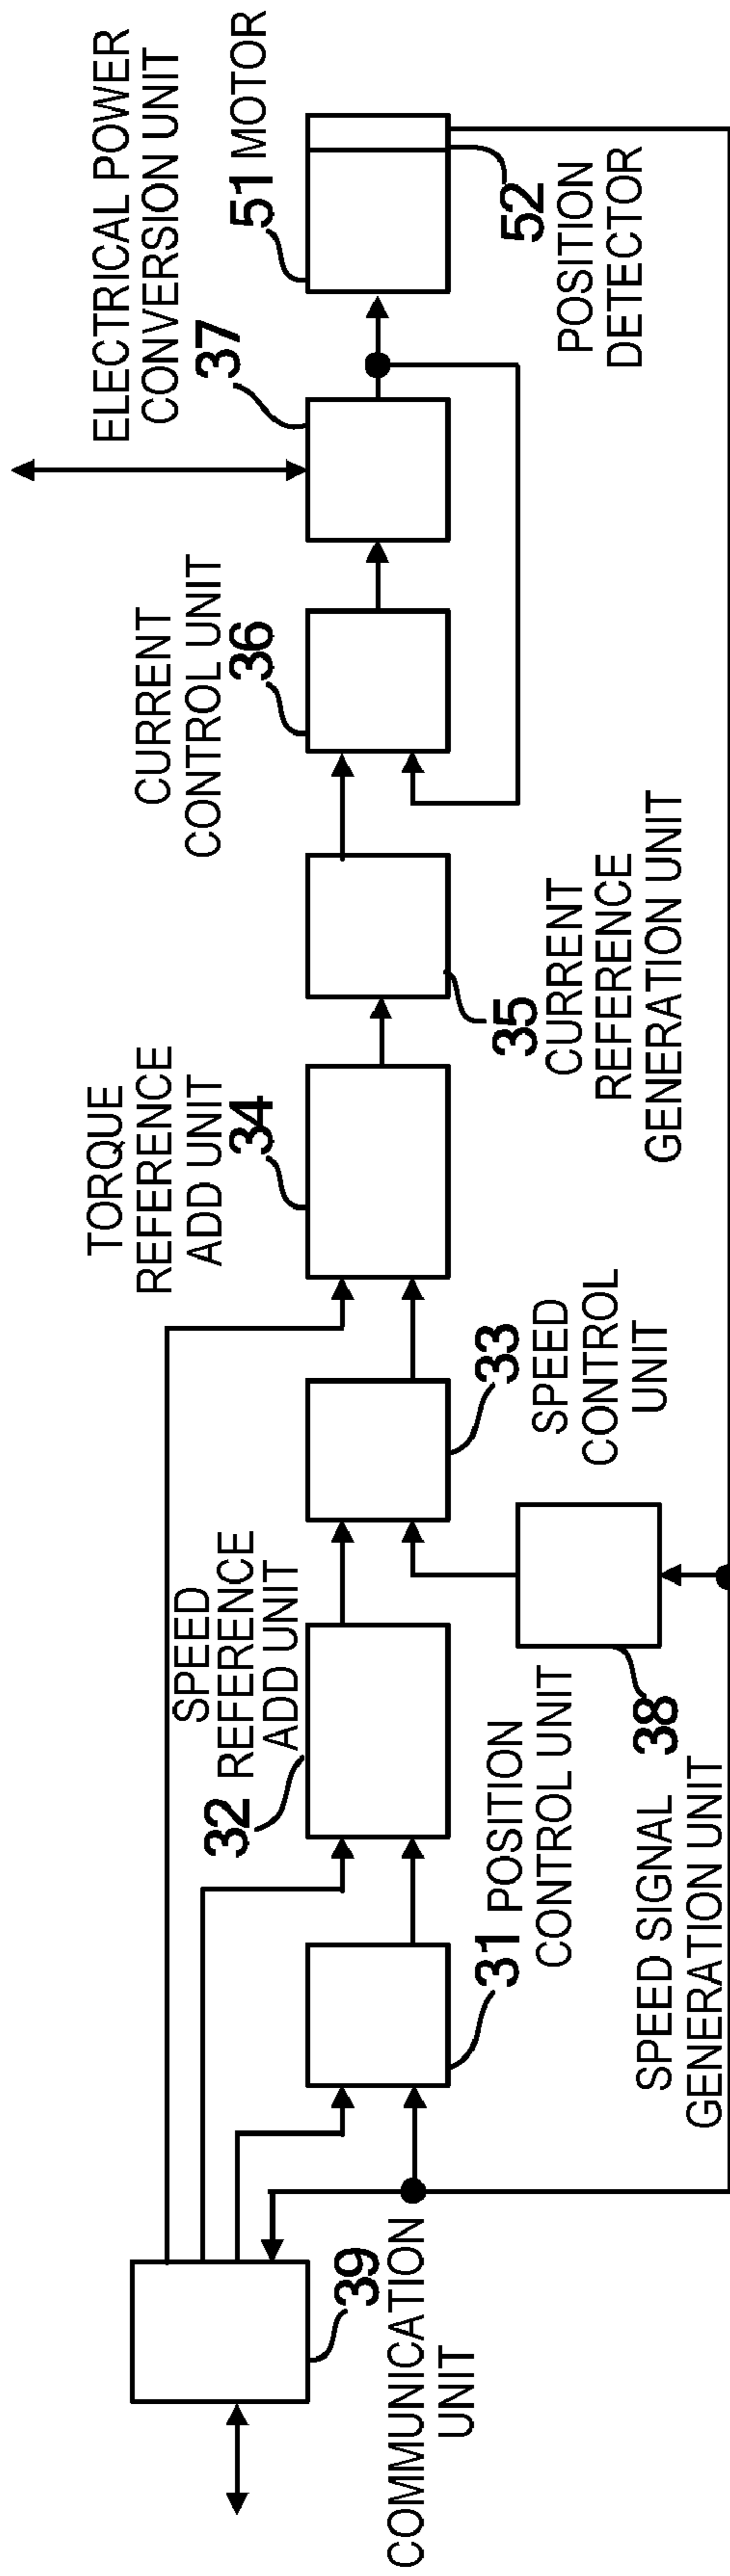 39
COMMUNICATION
UNIT
31 POSITION
CONTROL UNIT
SPEED
REFERENCE
ADD UNIT
32
SPEED SIGNAL
GENERATION UNIT
38
33
SPEED
CONTROL
UNIT
TORQUE
REFERENCE
ADD UNIT
34
35
CURRENT
REFERENCE
GENERATION UNIT
CURRENT
CONTROL UNIT
36
ELECTRICAL POWER
CONVERSION UNIT
37
51 MOTOR
52
POSITION
DETECTOR